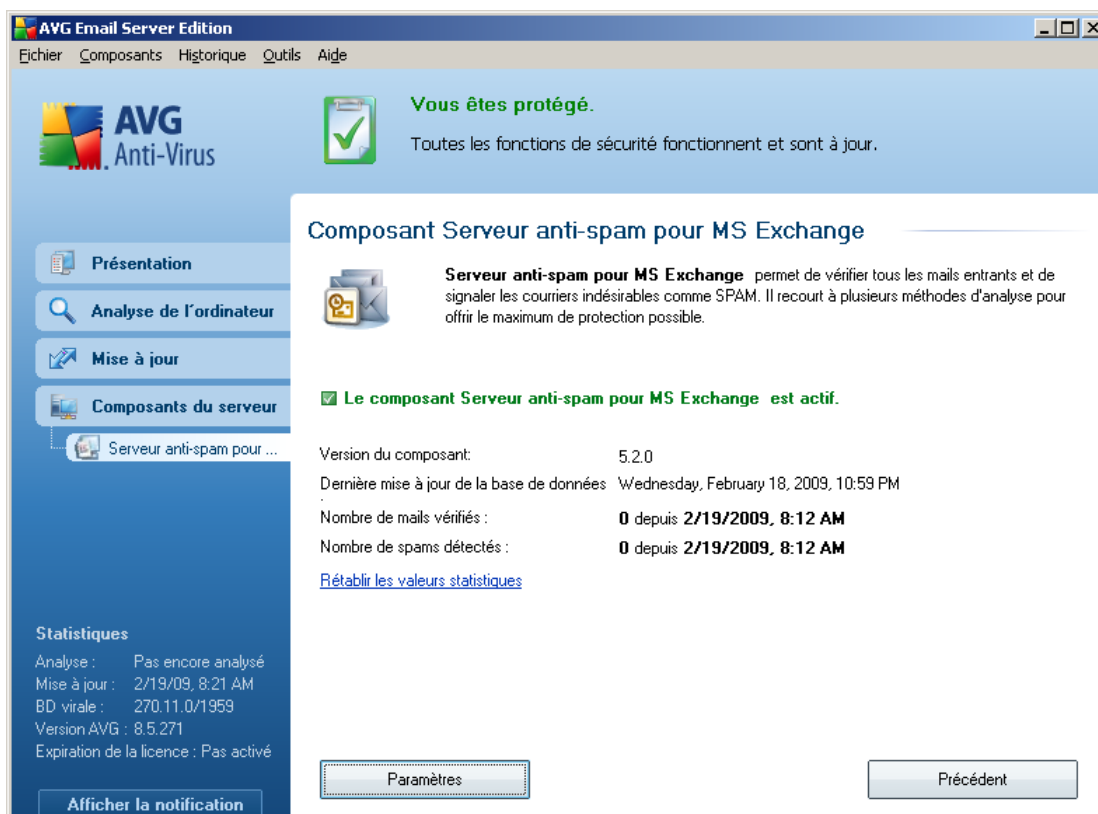 AVG Email Server Edition
Fichier Composants Historique Outils Aide
AVG
Anti-Virus
Vous êtes protégé.
Toutes les fonctions de sécurité fonctionnent et sont à jour.
Présentation
Analyse de l'ordinateur
Mise à jour
Composants du serveur
Serveur anti-spam pour ...
Composant Serveur anti-spam pour MS Exchange
Serveur anti-spam pour MS Exchange permet de vérifier tous les mails entrants et de
signaler les courriers indésirables comme SPAM. Il recourt à plusieurs méthodes d'analyse pour
offrir le maximum de protection possible.
Le composant Serveur anti-spam pour MS Exchange est actif.
Version du composant: 5.2.0
Dernière mise à jour de la base de données Wednesday, February 18, 2009, 10:59 PM
:
Nombre de mails vérifiés : 0 depuis 2/19/2009, 8:12 AM
Nombre de spams détectés : 0 depuis 2/19/2009, 8:12 AM
Rétablir les valeurs statistiques
Statistiques
Analyse : Pas encore analysé
Mise à jour : 2/19/09, 8:21 AM
BD virale : 270.11.0/1959
Version AVG : 8.5.271
Expiration de la licence : Pas activé
Afficher la notification
Paramètres
Précédent